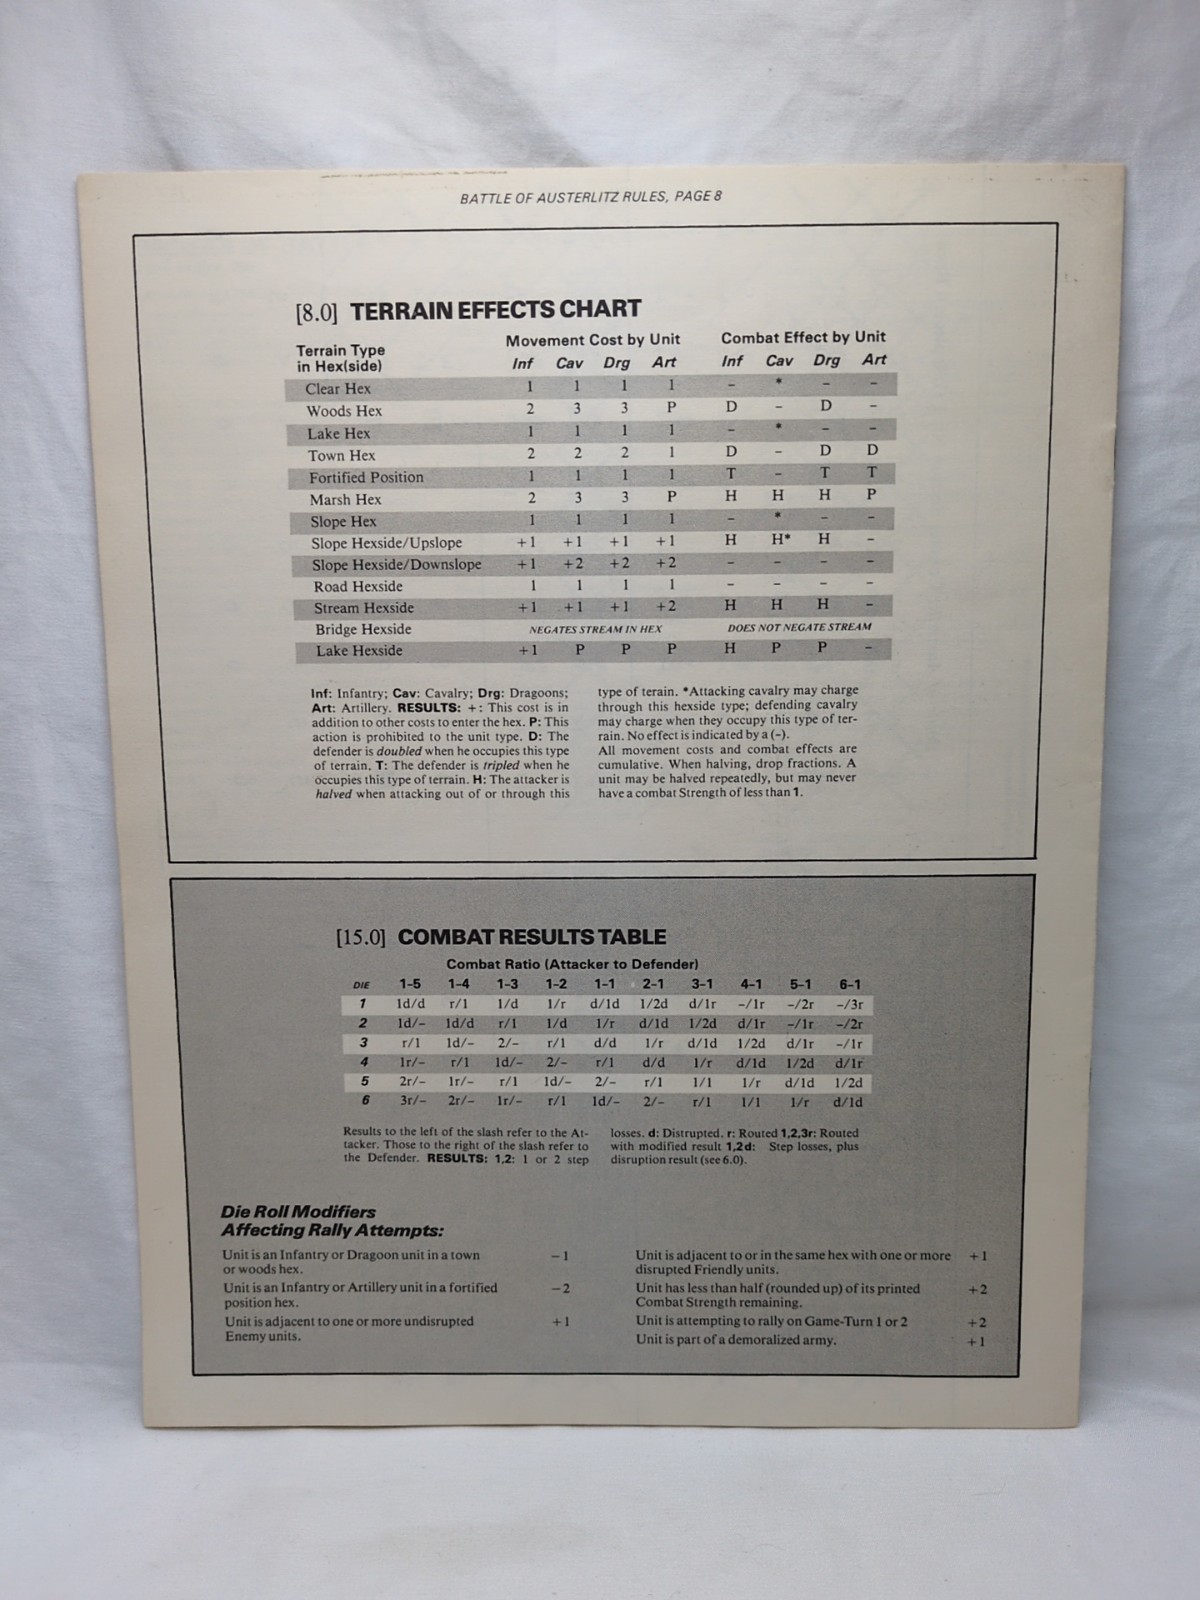 BATTLE OF AUSTERLITZ RULES, PAGE 8
[8.0] TERRAIN EFFECTS CHART
Terrain Type in Hex(side) Movement Cost by Unit Combat Effect by Unit
Inf Cav Drg Art Inf Cav Drg Art
Clear Hex 1 1 1 1 – * – –
Woods Hex 2 3 3 P D – D –
Lake Hex 1 1 1 1 – * – –
Town Hex 2 2 2 1 D – D D
Fortified Position 1 1 1 1 T – T T
Marsh Hex 2 3 3 P H H H P
Slope Hex 1 1 1 1 – * – –
Slope Hexside/Upslope +1 +1 +1 +1 H H* H –
Slope Hexside/Downslope +1 +2 +2 +2 – – – –
Road Hexside 1 1 1 1 – – – –
Stream Hexside +1 +1 +1 +2 H H H –
Bridge Hexside NEGATES STREAM IN HEX DOES NOT NEGATE STREAM
Lake Hexside +1 P P P H P P –
Inf: Infantry; Cav: Cavalry; Drg: Dragoons;
Art: Artillery. RESULTS: +: This cost is in
addition to other costs to enter the hex. P: This
action is prohibited to the unit type. D: The
defender is doubled when he occupies this type
of terrain. T: The defender is tripled when he
occupies this type of terrain. H: The attacker is
halved when attacking out of or through this
type of terain. *Attacking cavalry may charge
through this hexside type; defending cavalry
may charge when they occupy this type of ter-
rain. No effect is indicated by a (–).
All movement costs and combat effects are
cumulative. When halving, drop fractions. A
unit may be halved repeatedly, but may never
have a combat Strength of less than 1.
[15.0] COMBAT RESULTS TABLE
Combat Ratio (Attacker to Defender)
DIE 1–5 1–4 1–3 1–2 1–1 2–1 3–1 4–1 5–1 6–1
1 1d/d r/1 1/d 1/r d/1d 1/2d d/1r –/1r –/2r –/3r
2 1d/– 1d/d r/1 1/d 1/r d/1d 1/2d d/1r –/1r –/2r
3 r/1 1d/– 2/– r/1 d/d 1/r d/1d 1/2d d/1r –/1r
4 1r/– r/1 1d/– 2/– r/1 d/d 1/r d/1d 1/2d d/1r
5 2r/– 1r/– r/1 1d/– 2/– r/1 1/1 1/r d/1d 1/2d
6 3r/– 2r/– 1r/– r/1 1d/– 2/– r/1 1/1 1/r d/1d
Results to the left of the slash refer to the At-
tacker. Those to the right of the slash refer to
the Defender. RESULTS: 1,2: 1 or 2 step
losses. d: Distrupted. r: Routed 1,2,3r: Routed
with modified result 1,2d: Step losses, plus
disruption result (see 6.0).
Die Roll Modifiers
Affecting Rally Attempts:
Unit is an Infantry or Dragoon unit in a town –1
or woods hex.
Unit is an Infantry or Artillery unit in a fortified –2
position hex.
Unit is adjacent to one or more undisrupted +1
Enemy units.
Unit is adjacent to or in the same hex with one or more +1
disrupted Friendly units.
Unit has less than half (rounded up) of its printed +2
Combat Strength remaining.
Unit is attempting to rally on Game-Turn 1 or 2 +2
Unit is part of a demoralized army. +1